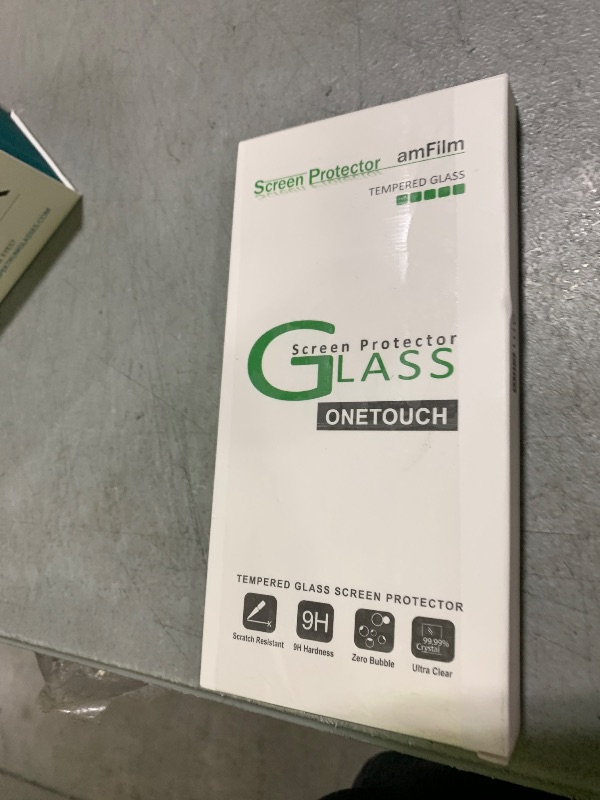 Screen Protector amFilm
TEMPERED GLASS
Screen Protector
GLASS
ONETOUCH
TEMPERED GLASS SCREEN PROTECTOR
9H
99.99%
Crystal
Scratch Resistant
9H Hardness
Zero Bubble
Ultra Clear